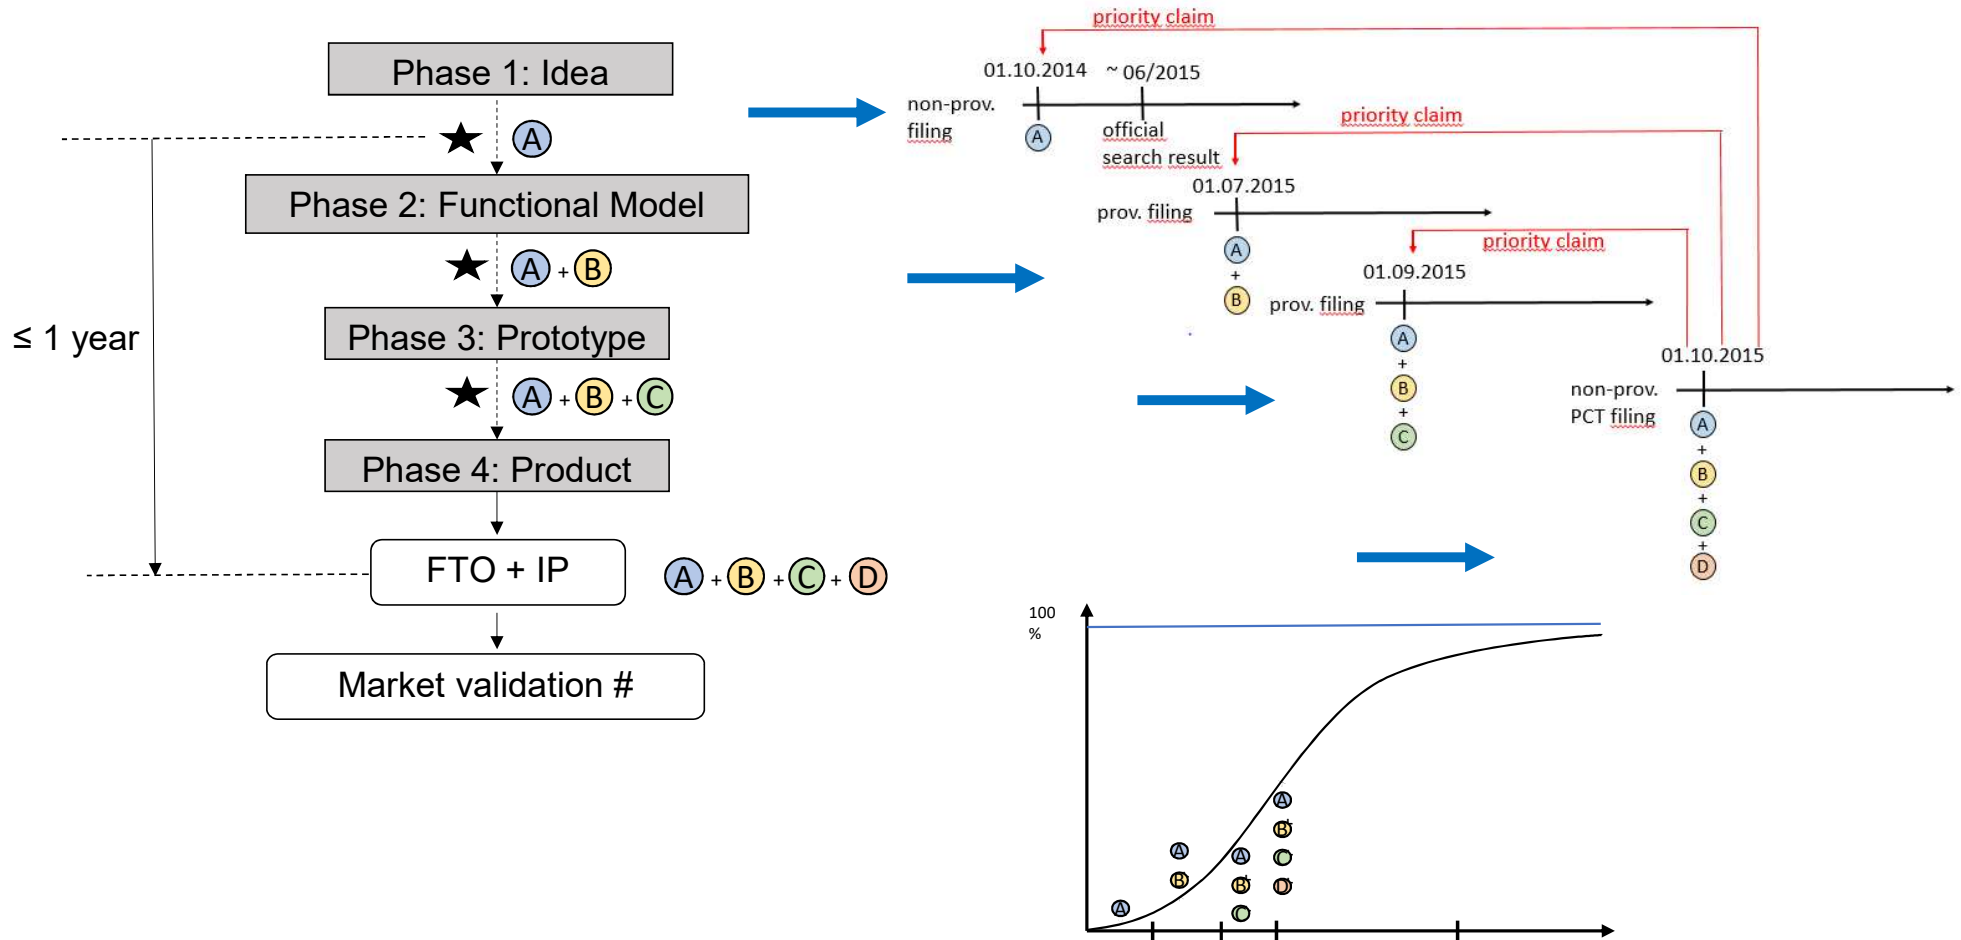 Phase 1: Idea
A
Phase 2: Functional Model
A + B
≤ 1 year
Phase 3: Prototype
A + B + C
Phase 4: Product
FTO + IP
A + B + C + D
Market validation #
priority claim
01.10.2014 ~ 06/2015
non-prov.
filing
A
official
search result
priority claim
01.07.2015
prov. filing
A
+
B
priority claim
01.09.2015
prov. filing
A
+
B
+
C
01.10.2015
non-prov.
PCT filing
A
+
B
+
C
+
D
100
%
A
A
B
A
B
C
A
B
C
D